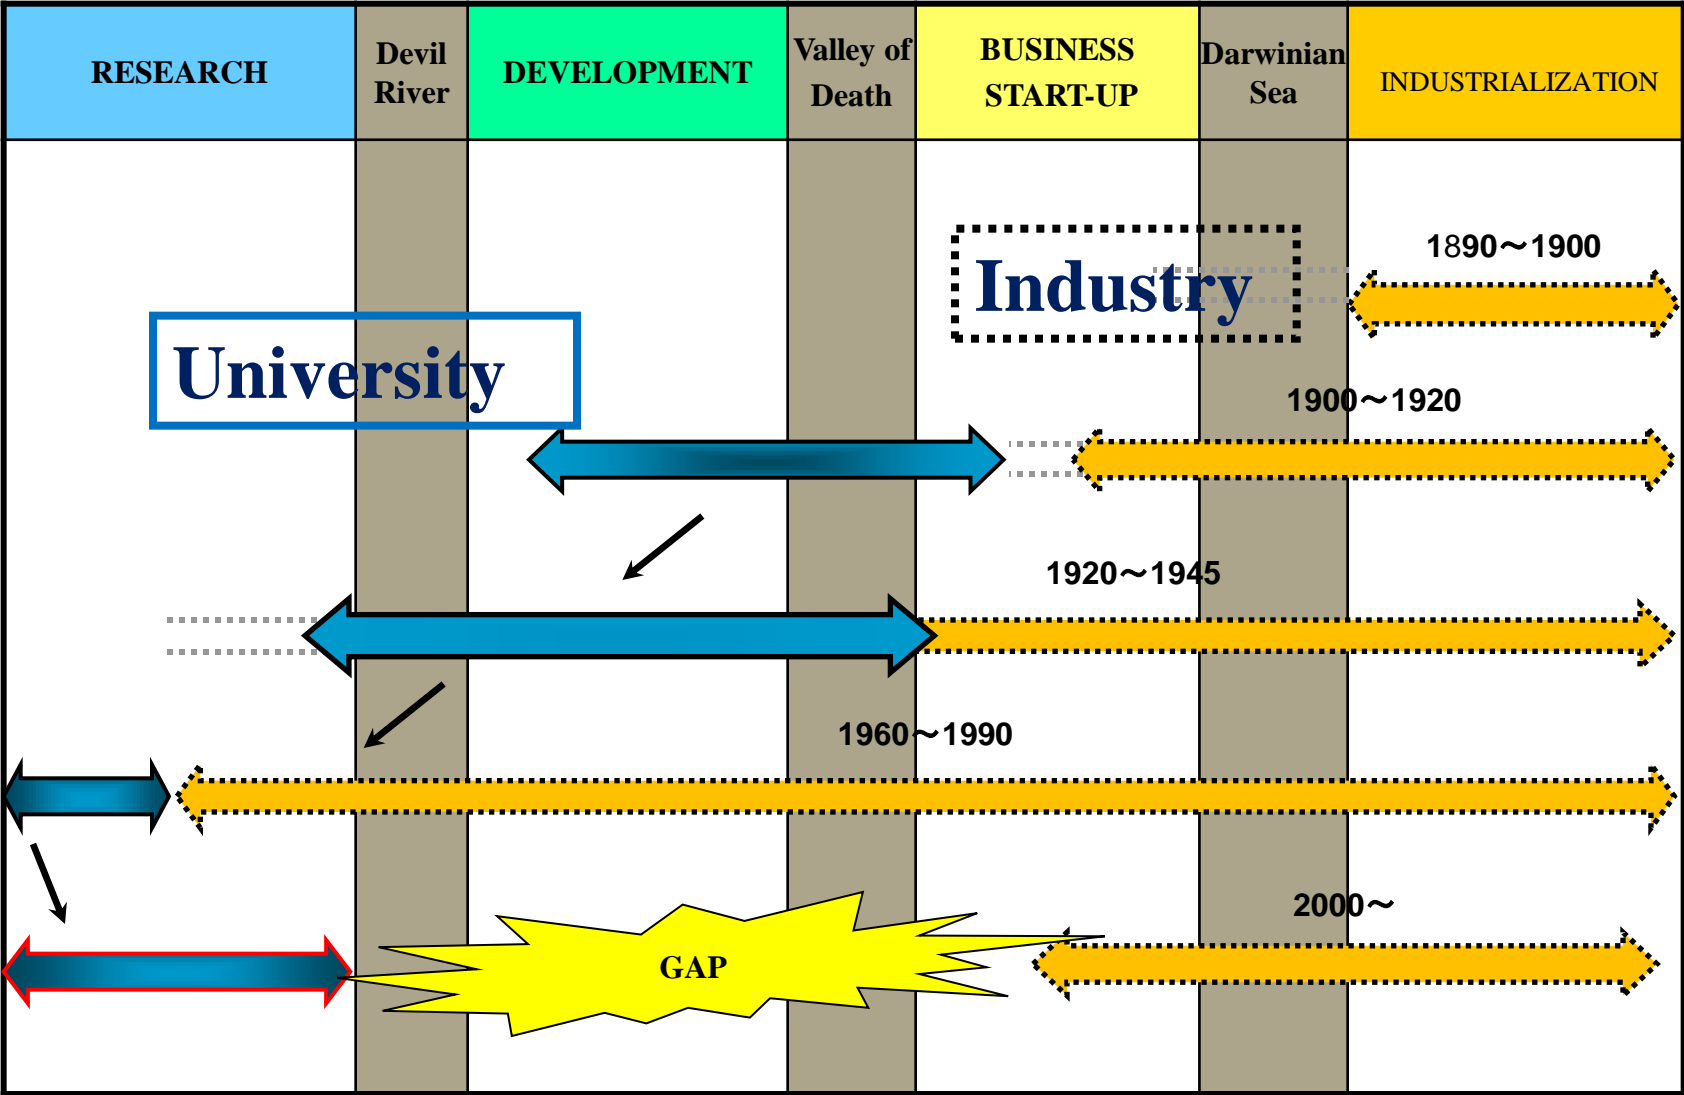 RESEARCH
Devil
River
DEVELOPMENT
Valley of
Death
BUSINESS
START-UP
Darwinian
Sea
INDUSTRIALIZATION
1890～1900
Industry
University
1900～1920
1920～1945
1960～1990
2000～
GAP